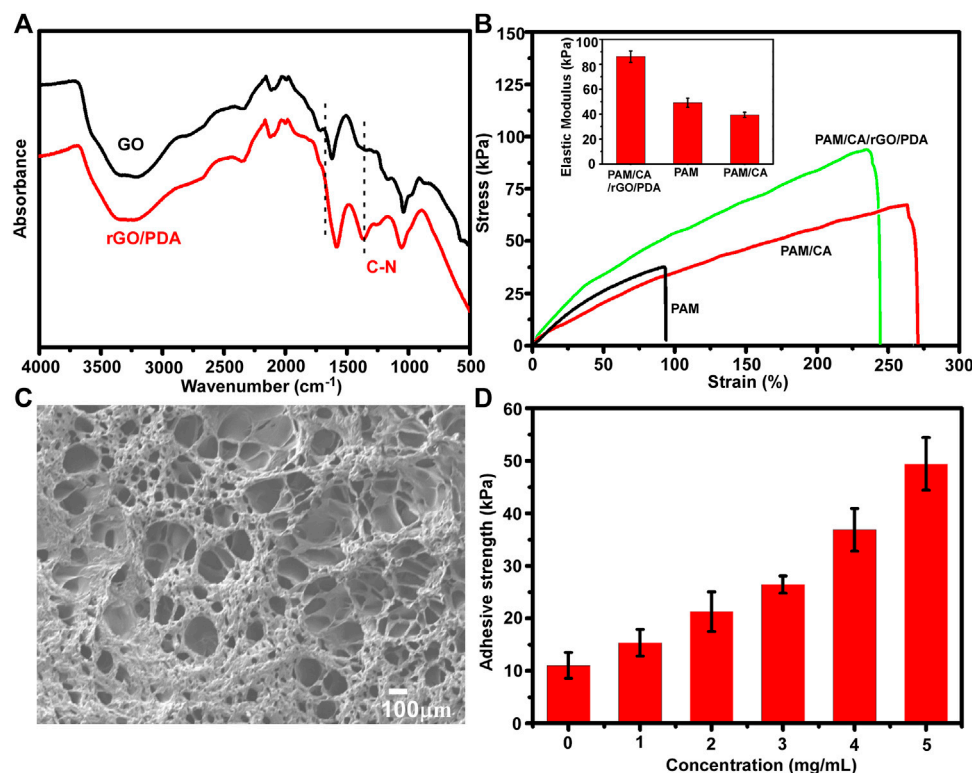 A
Absorbance
GO
rGO/PDA
C-N
4000 3500 3000 2500 2000 1500 1000 500
Wavenumber (cm⁻¹)
B
Stress (kPa)
150
125
100
75
50
25
0
Elastic Modulus (kPa)
100
80
60
40
20
0
PAM/CA
/rGO/PDA
PAM
PAM/CA
PAM/CA/rGO/PDA
PAM/CA
PAM
0 50 100 150 200 250 300
Strain (%)
C
100μm
D
Adhesive strength (kPa)
60
50
40
30
20
10
0
0 1 2 3 4 5
Concentration (mg/mL)